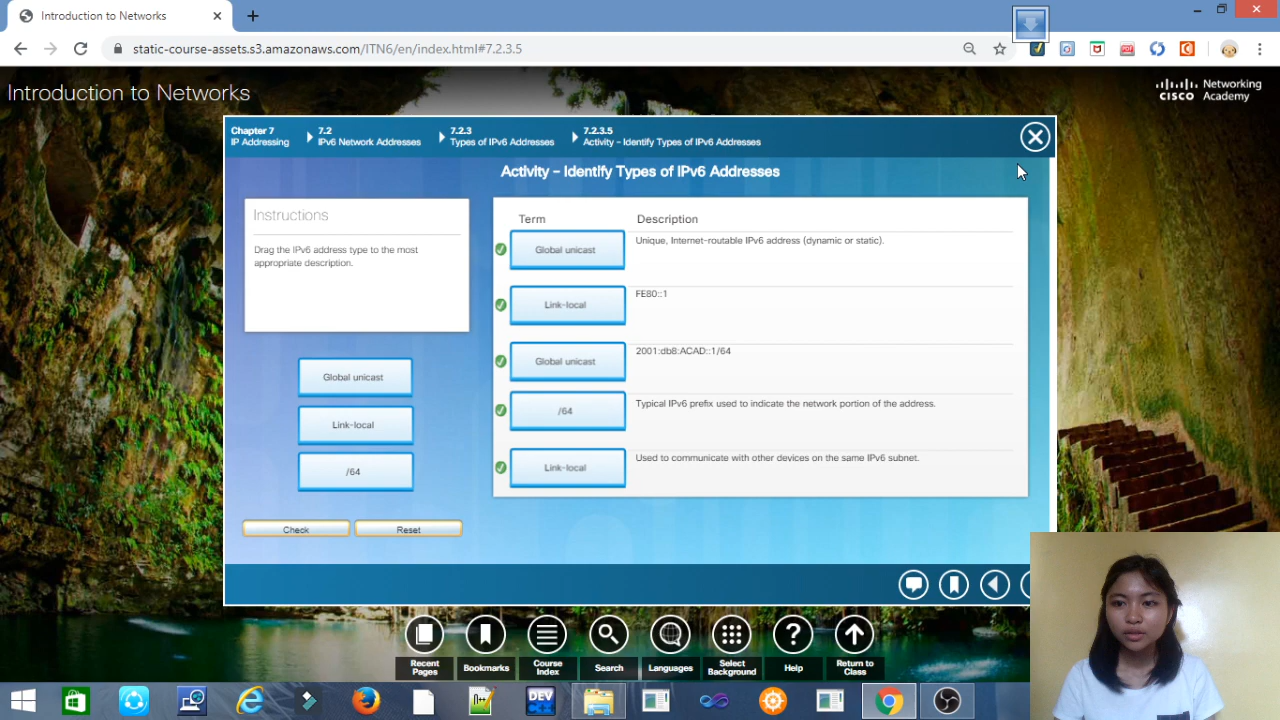 Introduction to Networks
static-course-assets.s3.amazonaws.com/ITN6/en/index.html#7.2.3.5
Introduction to Networks
Networking
CISCO Academy
Chapter 7
IP Addressing
7.2
IPv6 Network Addresses
7.2.3
Types of IPv6 Addresses
7.2.3.5
Activity - Identify Types of IPv6 Addresses
Activity - Identify Types of IPv6 Addresses
Instructions
Drag the IPv6 address type to the most
appropriate description.
Global unicast
Link-local
/64
Check
Reset
Term
Description
Global unicast
Unique, Internet-routable IPv6 address (dynamic or static).
Link-local
FE80::1
Global unicast
2001:db8:ACAD::1/64
/64
Typical IPv6 prefix used to indicate the network portion of the address.
Link-local
Used to communicate with other devices on the same IPv6 subnet.
Recent
Pages
Bookmarks
Course
Index
Search
Languages
Select
Background
?
Help
Return to
Class
DEV